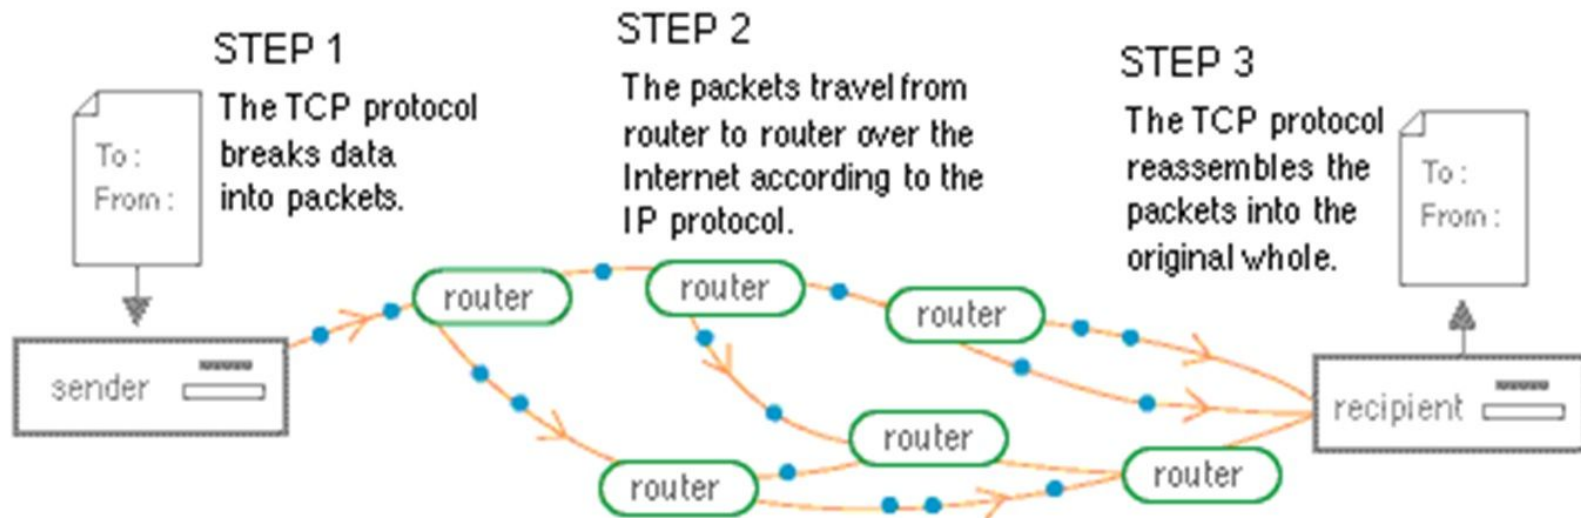 STEP 1
The TCP protocol
breaks data
into packets.
STEP 2
The packets travel from
router to router over the
Internet according to the
IP protocol.
STEP 3
The TCP protocol
reassembles the
packets into the
original whole.
To :
From :
To :
From :
router
router
router
sender
recipient
router
router
router